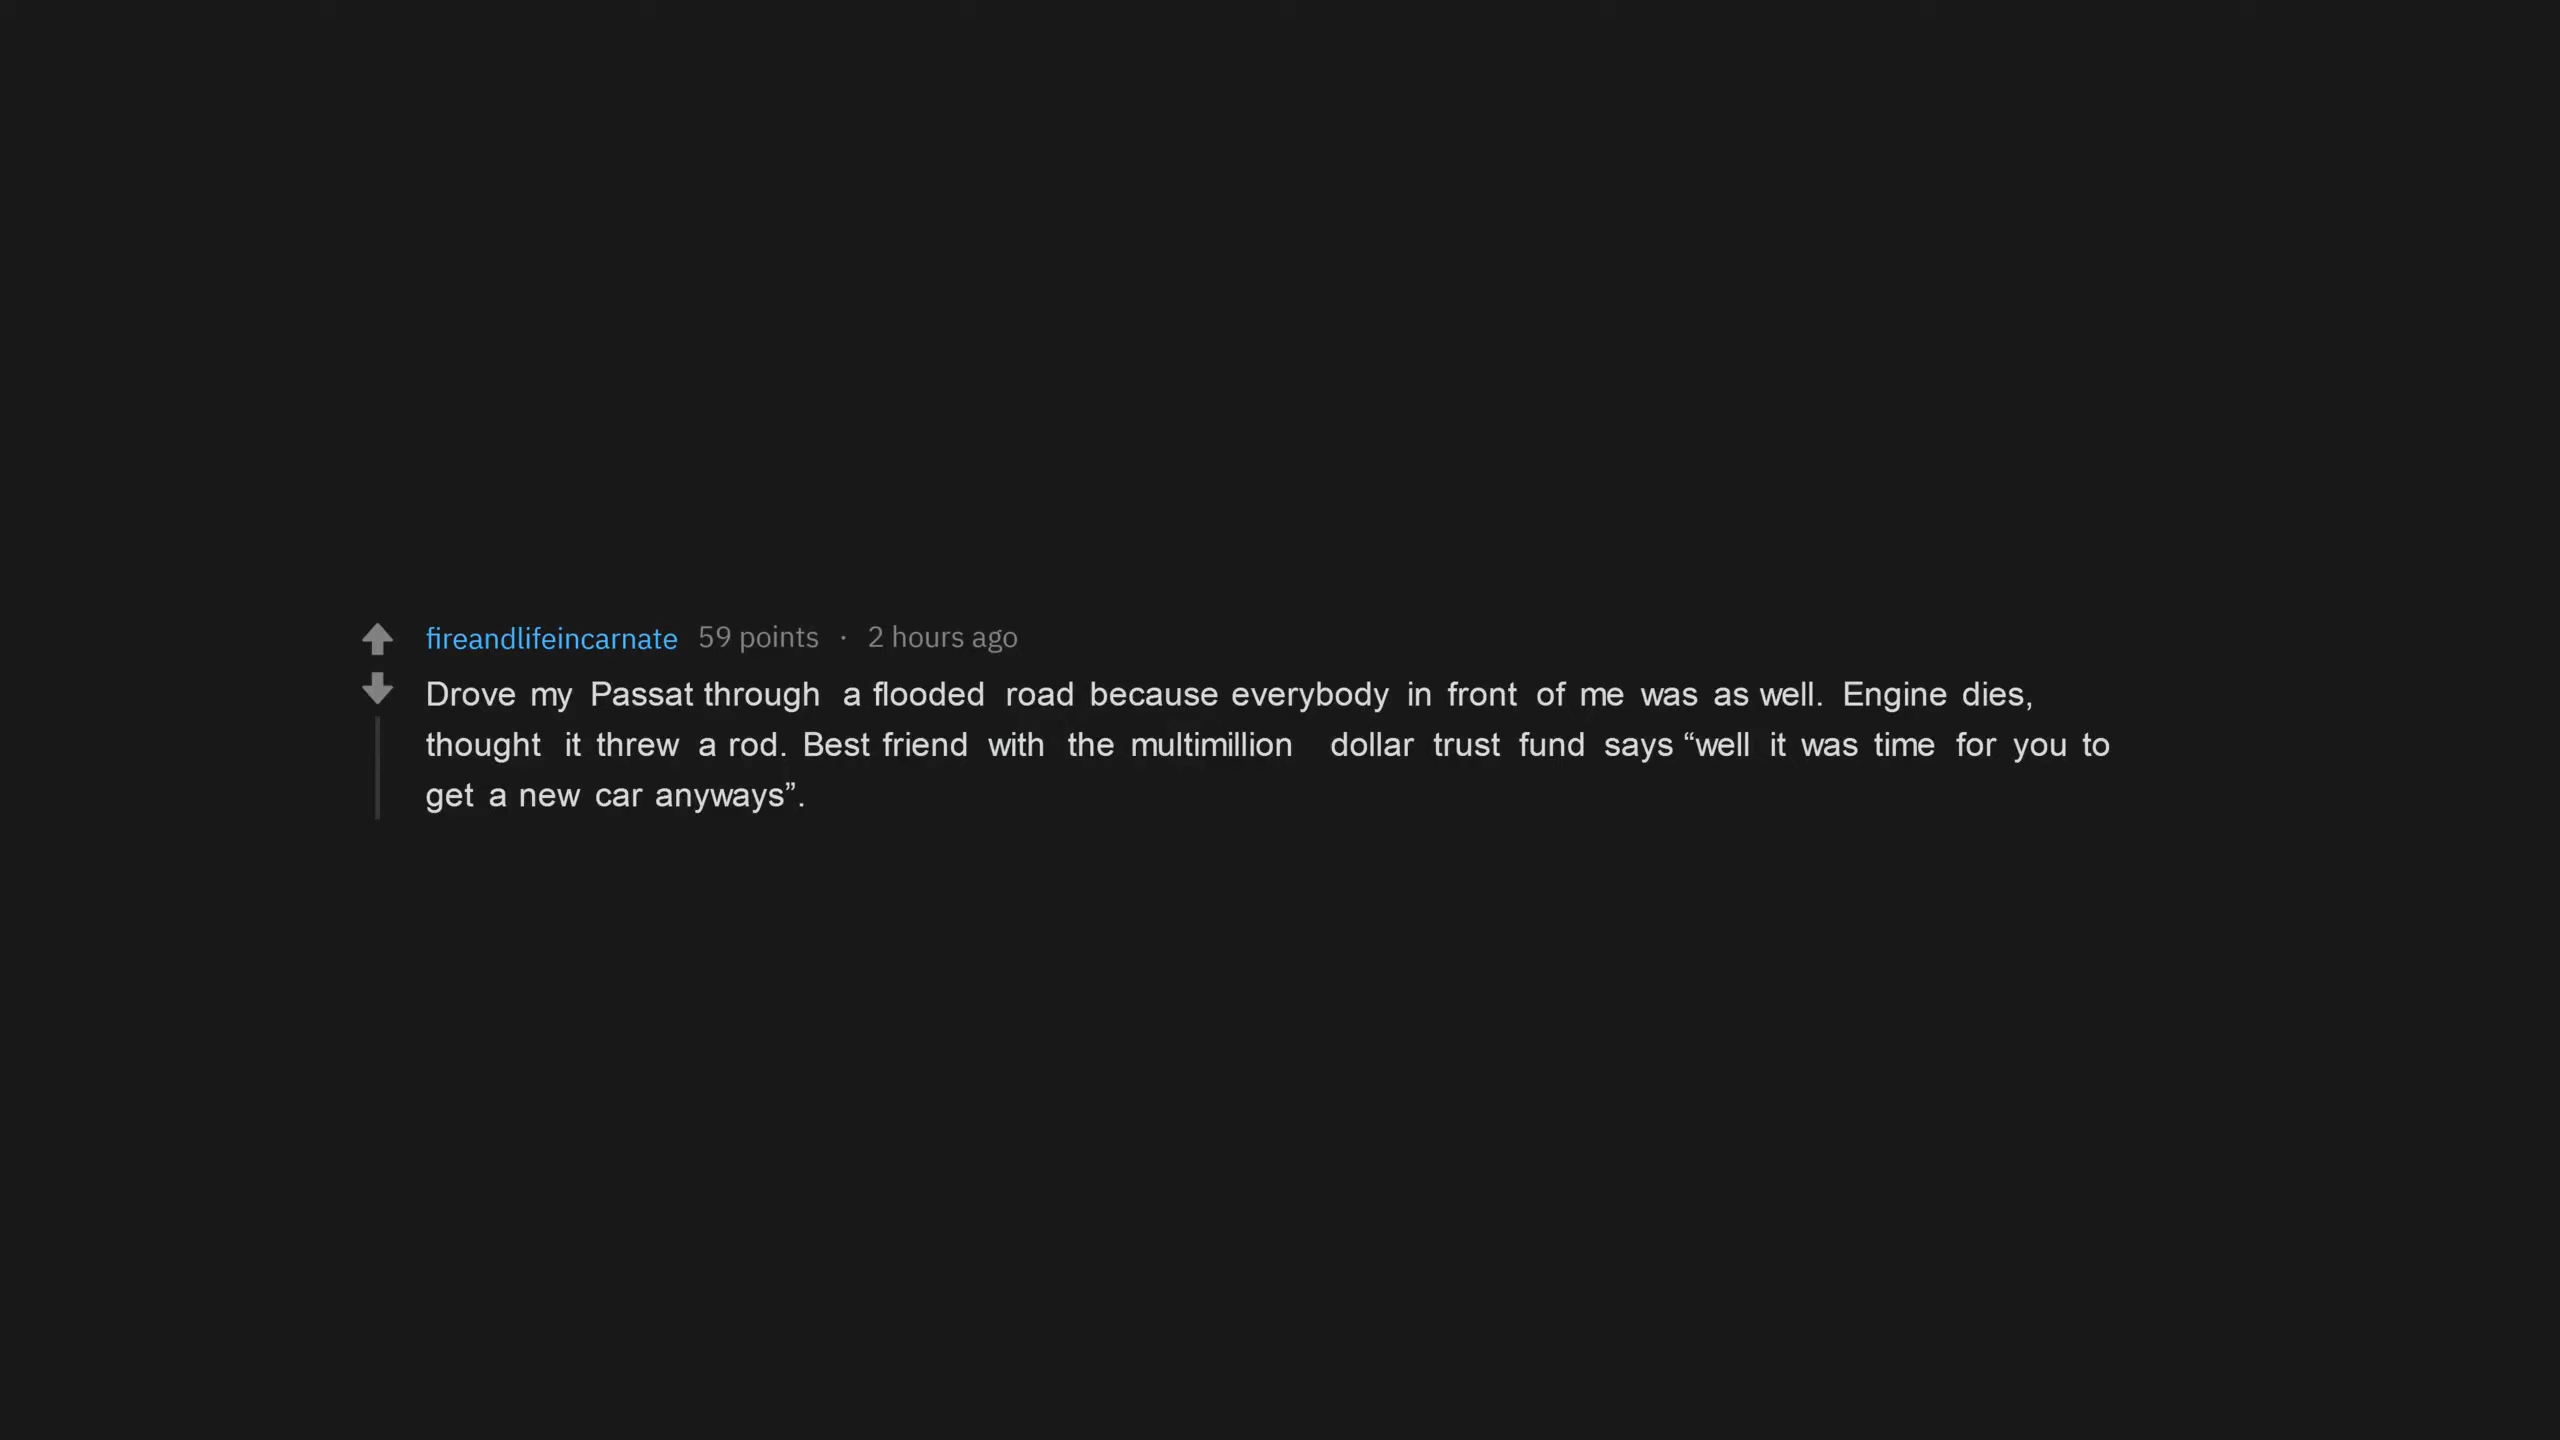 fireandlifeincarnate 59 points · 2 hours ago
Drove my Passat through a flooded road because everybody in front of me was as well. Engine dies,
thought it threw a rod. Best friend with the multimillion dollar trust fund says “well it was time for you to
get a new car anyways”.